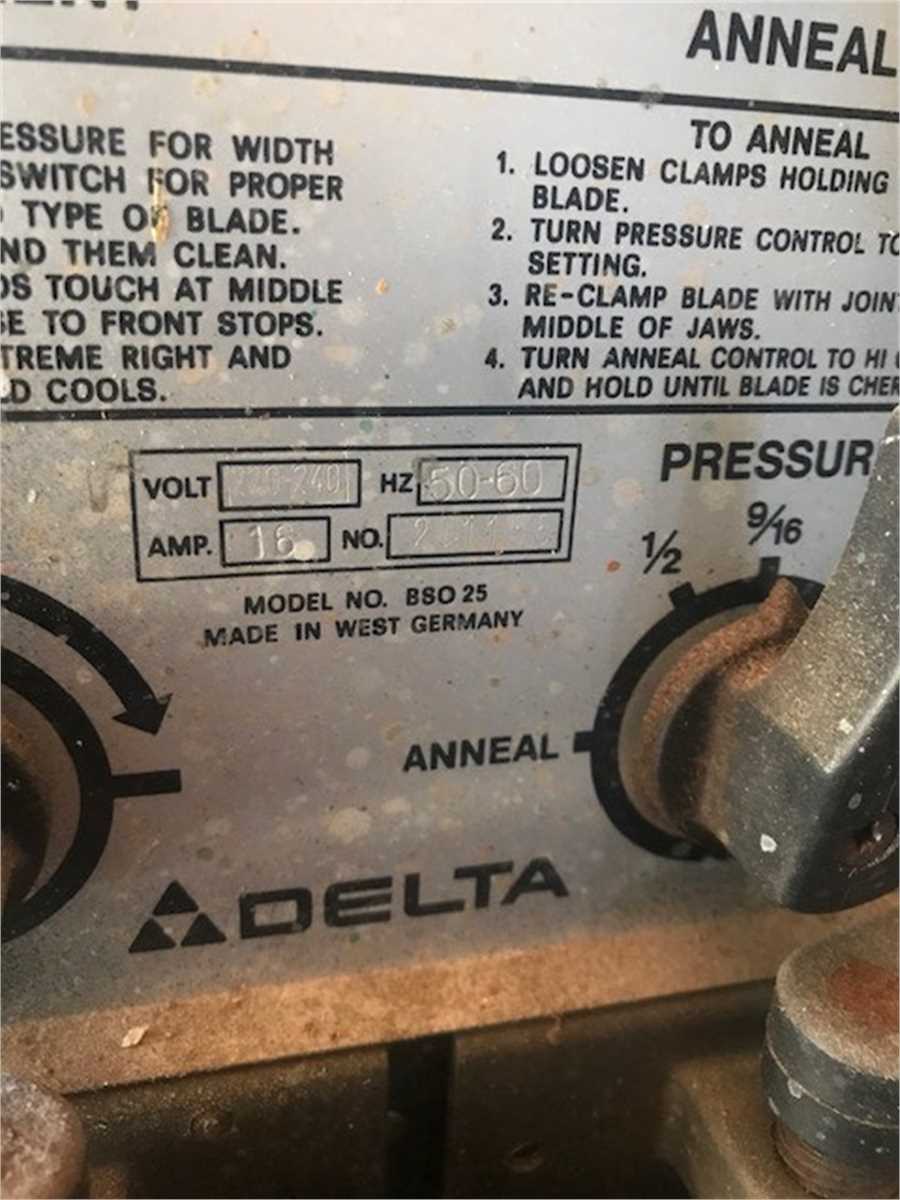 ANNEAL
ESSURE FOR WIDTH
SWITCH FOR PROPER
TYPE OF BLADE.
ND THEM CLEAN.
DS TOUCH AT MIDDLE
SE TO FRONT STOPS.
TREME RIGHT AND
LD COOLS.
TO ANNEAL
1. LOOSEN CLAMPS HOLDING
BLADE.
2. TURN PRESSURE CONTROL TO
SETTING.
3. RE-CLAMP BLADE WITH JOINT
MIDDLE OF JAWS.
4. TURN ANNEAL CONTROL TO HI
AND HOLD UNTIL BLADE IS CHER
VOLT 220-240 HZ 50-60
AMP. 16 NO.
MODEL NO. BSO 25
MADE IN WEST GERMANY
PRESSUR
1/2
9/16
ANNEAL
DELTA